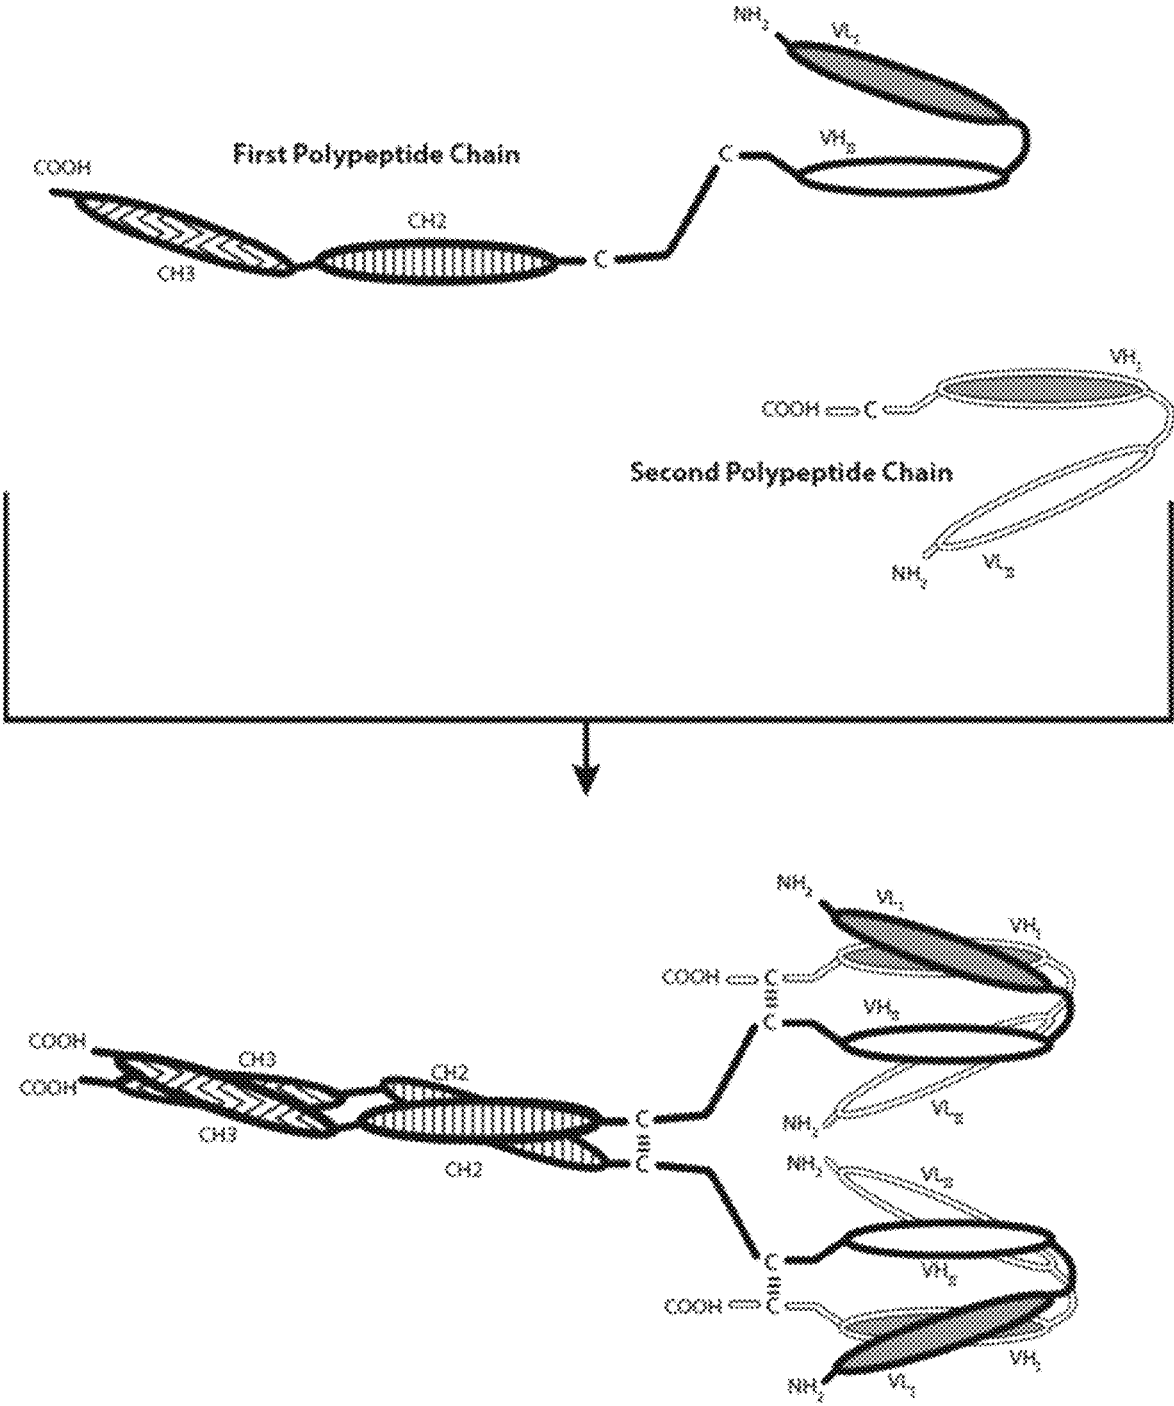 NH₂
VL₁
First Polypeptide Chain
VH₂
COOH
C
CH2
C
CH3
VH₁
COOH
C
Second Polypeptide Chain
VL₂
NH₂
NH₂
VL₁
VH₁
COOH
C
VH₂
C
COOH
CH3
CH2
COOH
C
NH₂
VL₂
CH3
CH2
C
NH₂
VL₂
C
VH₂
COOH
C
VH₁
NH₂
VL₁